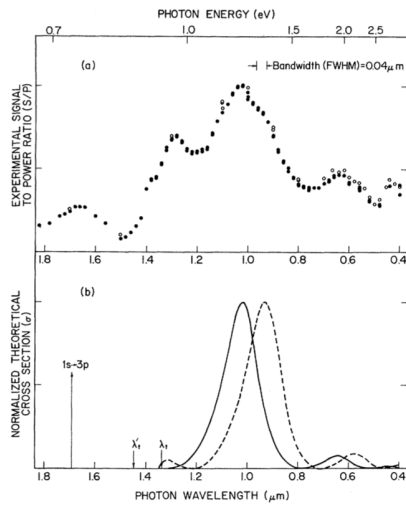 PHOTON ENERGY (eV)
0.7 1.0 1.5 2.0 2.5
(a)
Bandwidth (FWHM)=0.04μm
EXPERIMENTAL SIGNAL
TO POWER RATIO (S/P)
1.8 1.6 1.4 1.2 1.0 0.8 0.6 0.4
(b)
NORMALIZED THEORETICAL
CROSS SECTION (σ)
1s→3p
λ't λt
1.8 1.6 1.4 1.2 1.0 0.8 0.6 0.4
PHOTON WAVELENGTH (μm)